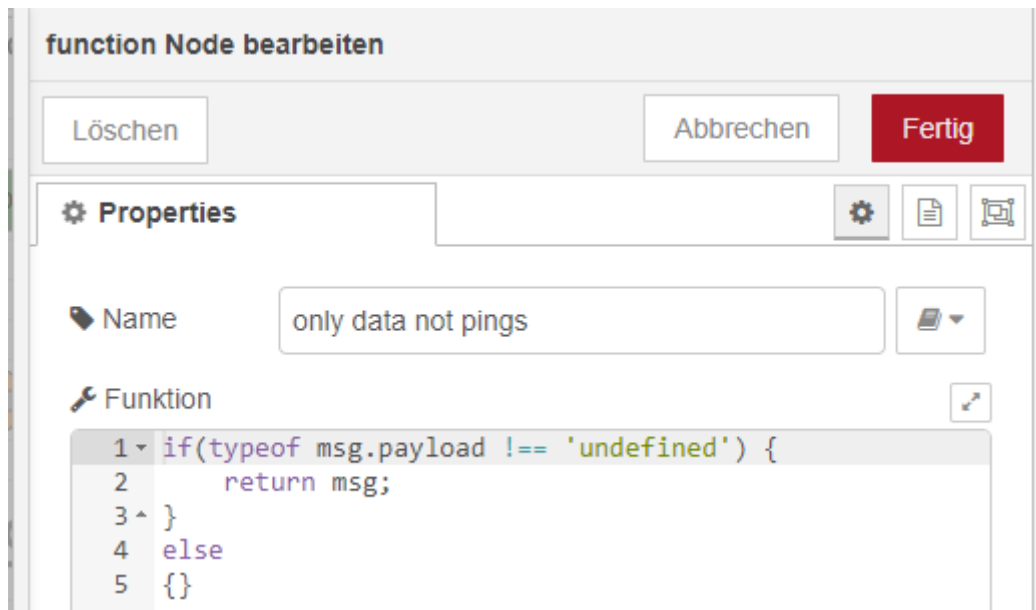 function Node bearbeiten
Löschen Abbrechen Fertig
Properties
Name only data not pings
Funktion
1 if(typeof msg.payload !== 'undefined') {
2 return msg;
3 }
4 else
5 {}